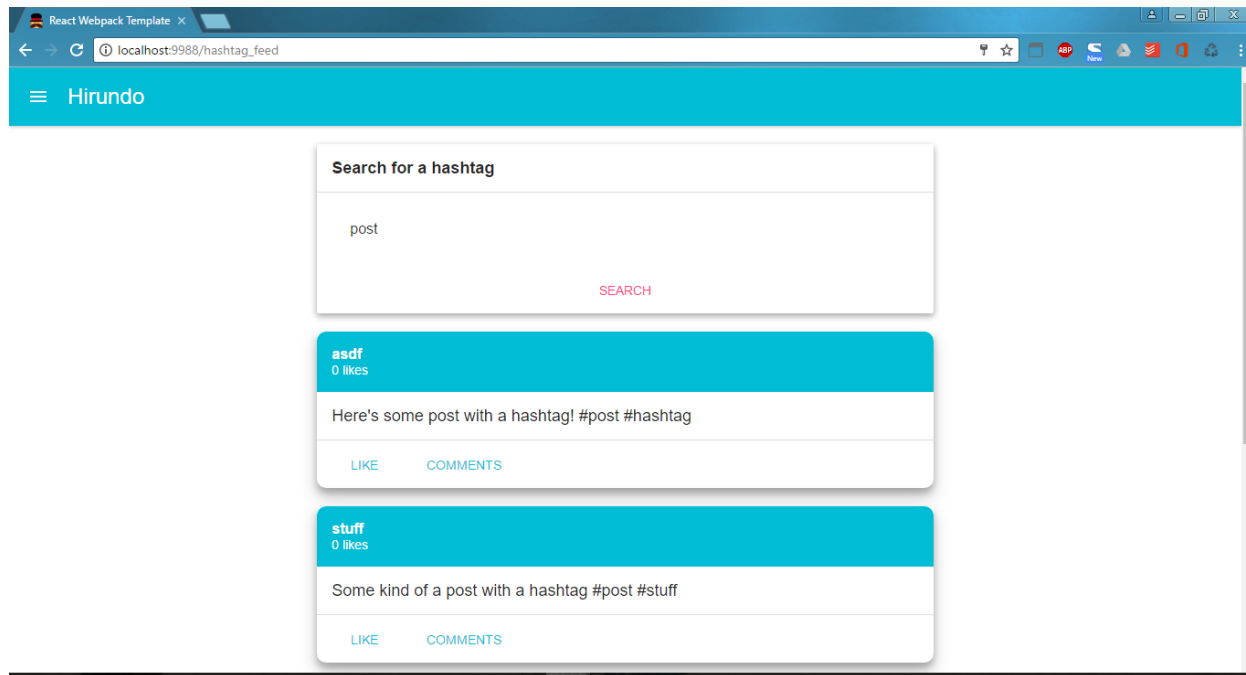 React Webpack Template
localhost:9988/hashtag_feed
ABP
New
Hirundo
Search for a hashtag
post
SEARCH
asdf
0 likes
Here's some post with a hashtag! #post #hashtag
LIKE COMMENTS
stuff
0 likes
Some kind of a post with a hashtag #post #stuff
LIKE COMMENTS